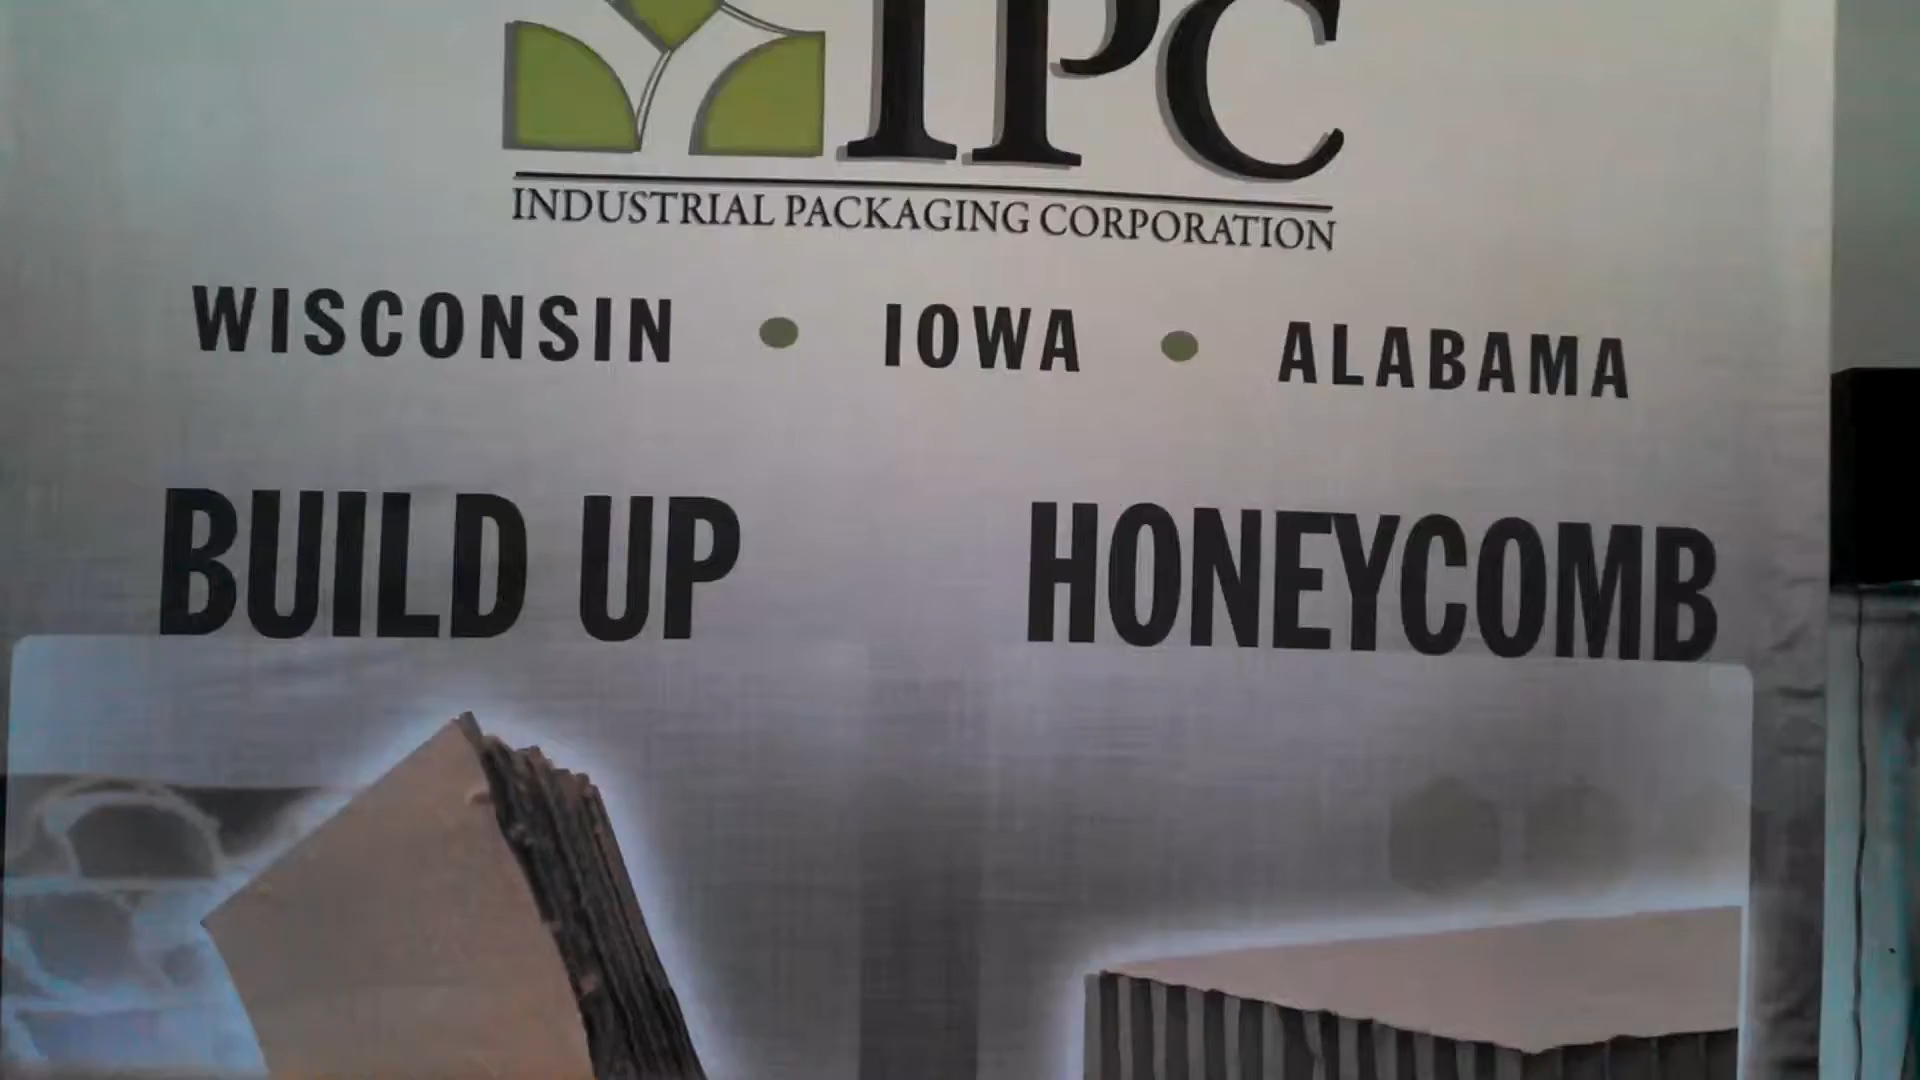 IPC
INDUSTRIAL PACKAGING CORPORATION
WISCONSIN • IOWA • ALABAMA
BUILD UP HONEYCOMB